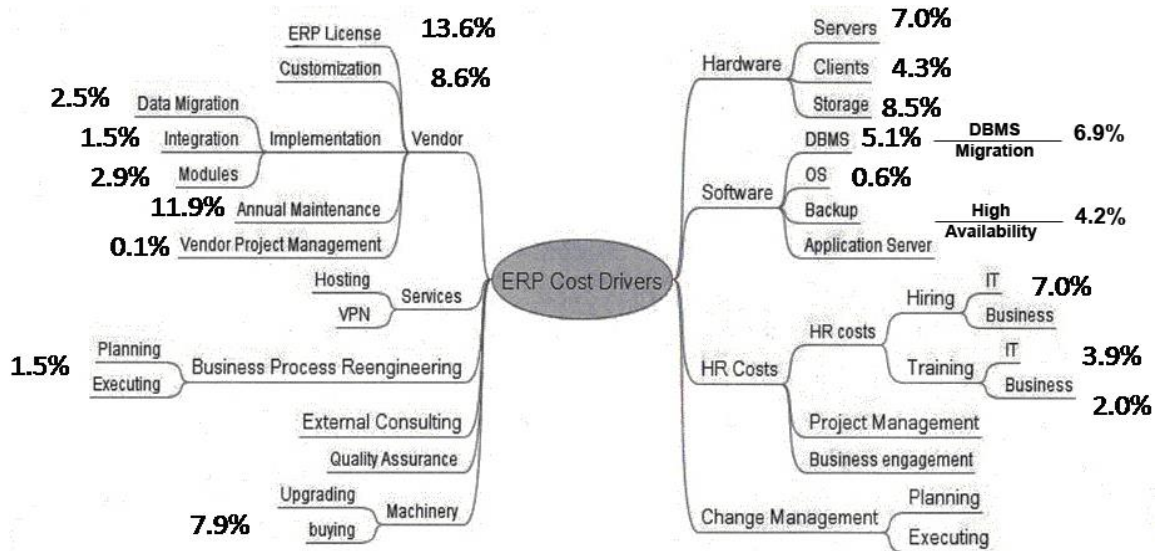 ERP License 13.6%
Customization 8.6%
2.5% Data Migration
1.5% Integration
2.9% Modules
Implementation
Vendor
11.9% Annual Maintenance
0.1% Vendor Project Management
Hosting
VPN
Services
Planning
1.5%
Executing
Business Process Reengineering
External Consulting
Quality Assurance
Upgrading
7.9%
buying
Machinery
ERP Cost Drivers
Hardware
Servers 7.0%
Clients 4.3%
Storage 8.5%
Software
DBMS 5.1%
DBMS
Migration
6.9%
OS 0.6%
Backup
High
Availability
4.2%
Application Server
HR Costs
HR costs
Hiring
IT 7.0%
Business
Training
IT 3.9%
Business
2.0%
Project Management
Business engagement
Change Management
Planning
Executing